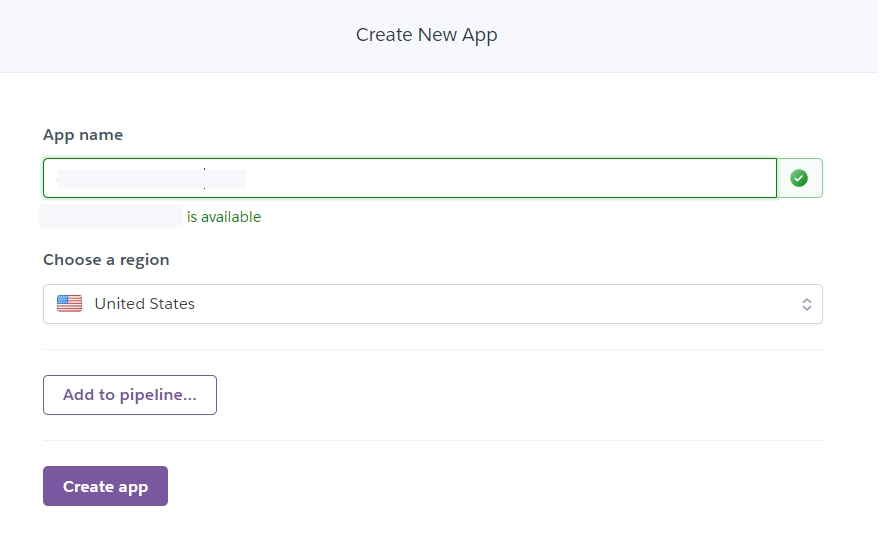 Create New App
App name
is available
Choose a region
United States
Add to pipeline...
Create app